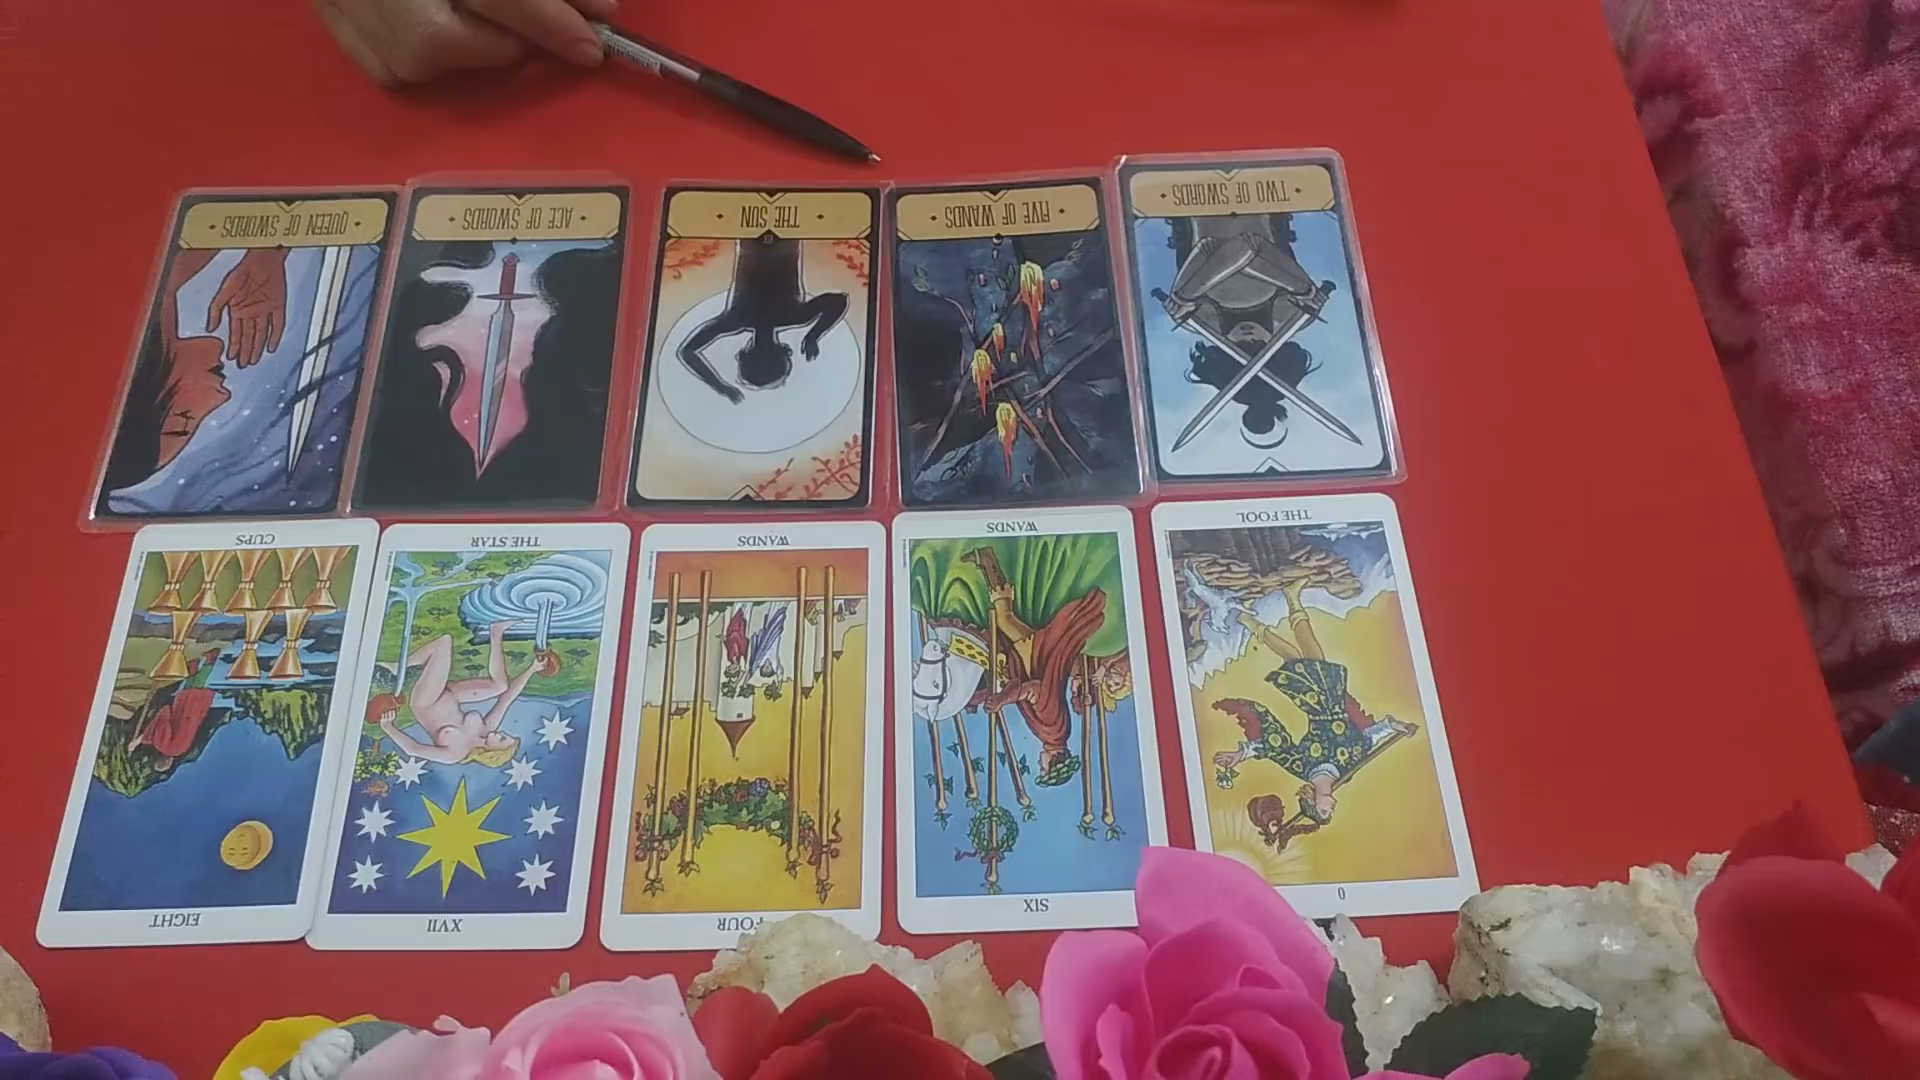 QUEEN OF SWORDS
ACE OF SWORDS
THE SUN
FIVE OF WANDS
TWO OF SWORDS
CUPS
THE STAR
WANDS
WANDS
THE FOOL
EIGHT
XVII
FOUR
SIX
0